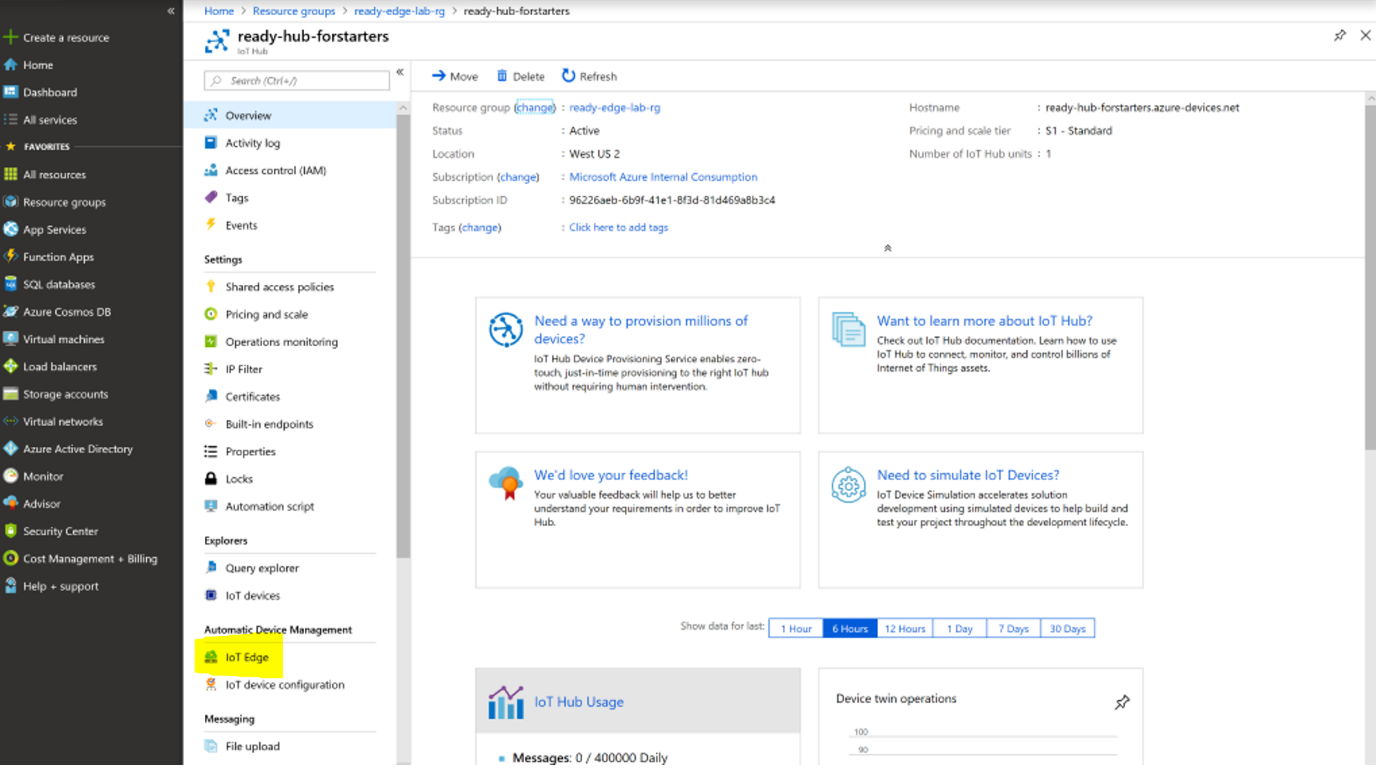 «
Create a resource
Home
Dashboard
All services
FAVORITES
All resources
Resource groups
App Services
Function Apps
SQL databases
Azure Cosmos DB
Virtual machines
Load balancers
Storage accounts
Virtual networks
Azure Active Directory
Monitor
Advisor
Security Center
Cost Management + Billing
Help + support
Home > Resource groups > ready-edge-lab-rg > ready-hub-forstarters
ready-hub-forstarters
IoT Hub
Search (Ctrl+/)
«
Overview
Activity log
Access control (IAM)
Tags
Events
Settings
Shared access policies
Pricing and scale
Operations monitoring
IP Filter
Certificates
Built-in endpoints
Properties
Locks
Automation script
Explorers
Query explorer
IoT devices
Automatic Device Management
IoT Edge
IoT device configuration
Messaging
File upload
Move Delete Refresh
Resource group (change) : ready-edge-lab-rg
Status : Active
Location : West US 2
Subscription (change) : Microsoft Azure Internal Consumption
Subscription ID : 96226aeb-6b9f-41e1-8f3d-81d469a8b3c4
Tags (change) : Click here to add tags
Hostname : ready-hub-forstarters.azure-devices.net
Pricing and scale tier : S1 - Standard
Number of IoT Hub units : 1
Need a way to provision millions of
devices?
IoT Hub Device Provisioning Service enables zero-
touch, just-in-time provisioning to the right IoT hub
without requiring human intervention.
Want to learn more about IoT Hub?
Check out IoT Hub documentation. Learn how to use
IoT Hub to connect, monitor, and control billions of
Internet of Things assets.
We'd love your feedback!
Your valuable feedback will help us to better
understand your requirements in order to improve IoT
Hub.
Need to simulate IoT Devices?
IoT Device Simulation accelerates solution
development using simulated devices to help build and
test your project throughout the development lifecycle.
Show data for last: 1 Hour 6 Hours 12 Hours 1 Day 7 Days 30 Days
IoT Hub Usage
Messages: 0 / 400000 Daily
Device twin operations
100
90